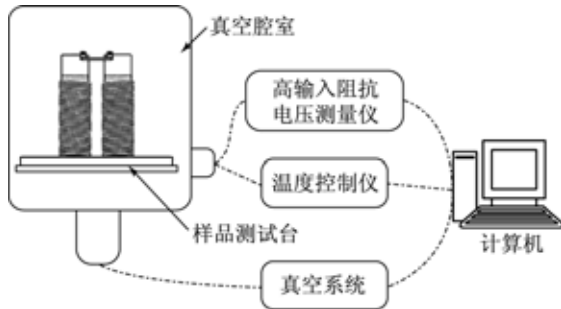 真空腔室
高输入阻抗
电压测量仪
温度控制仪
样品测试台
计算机
真空系统